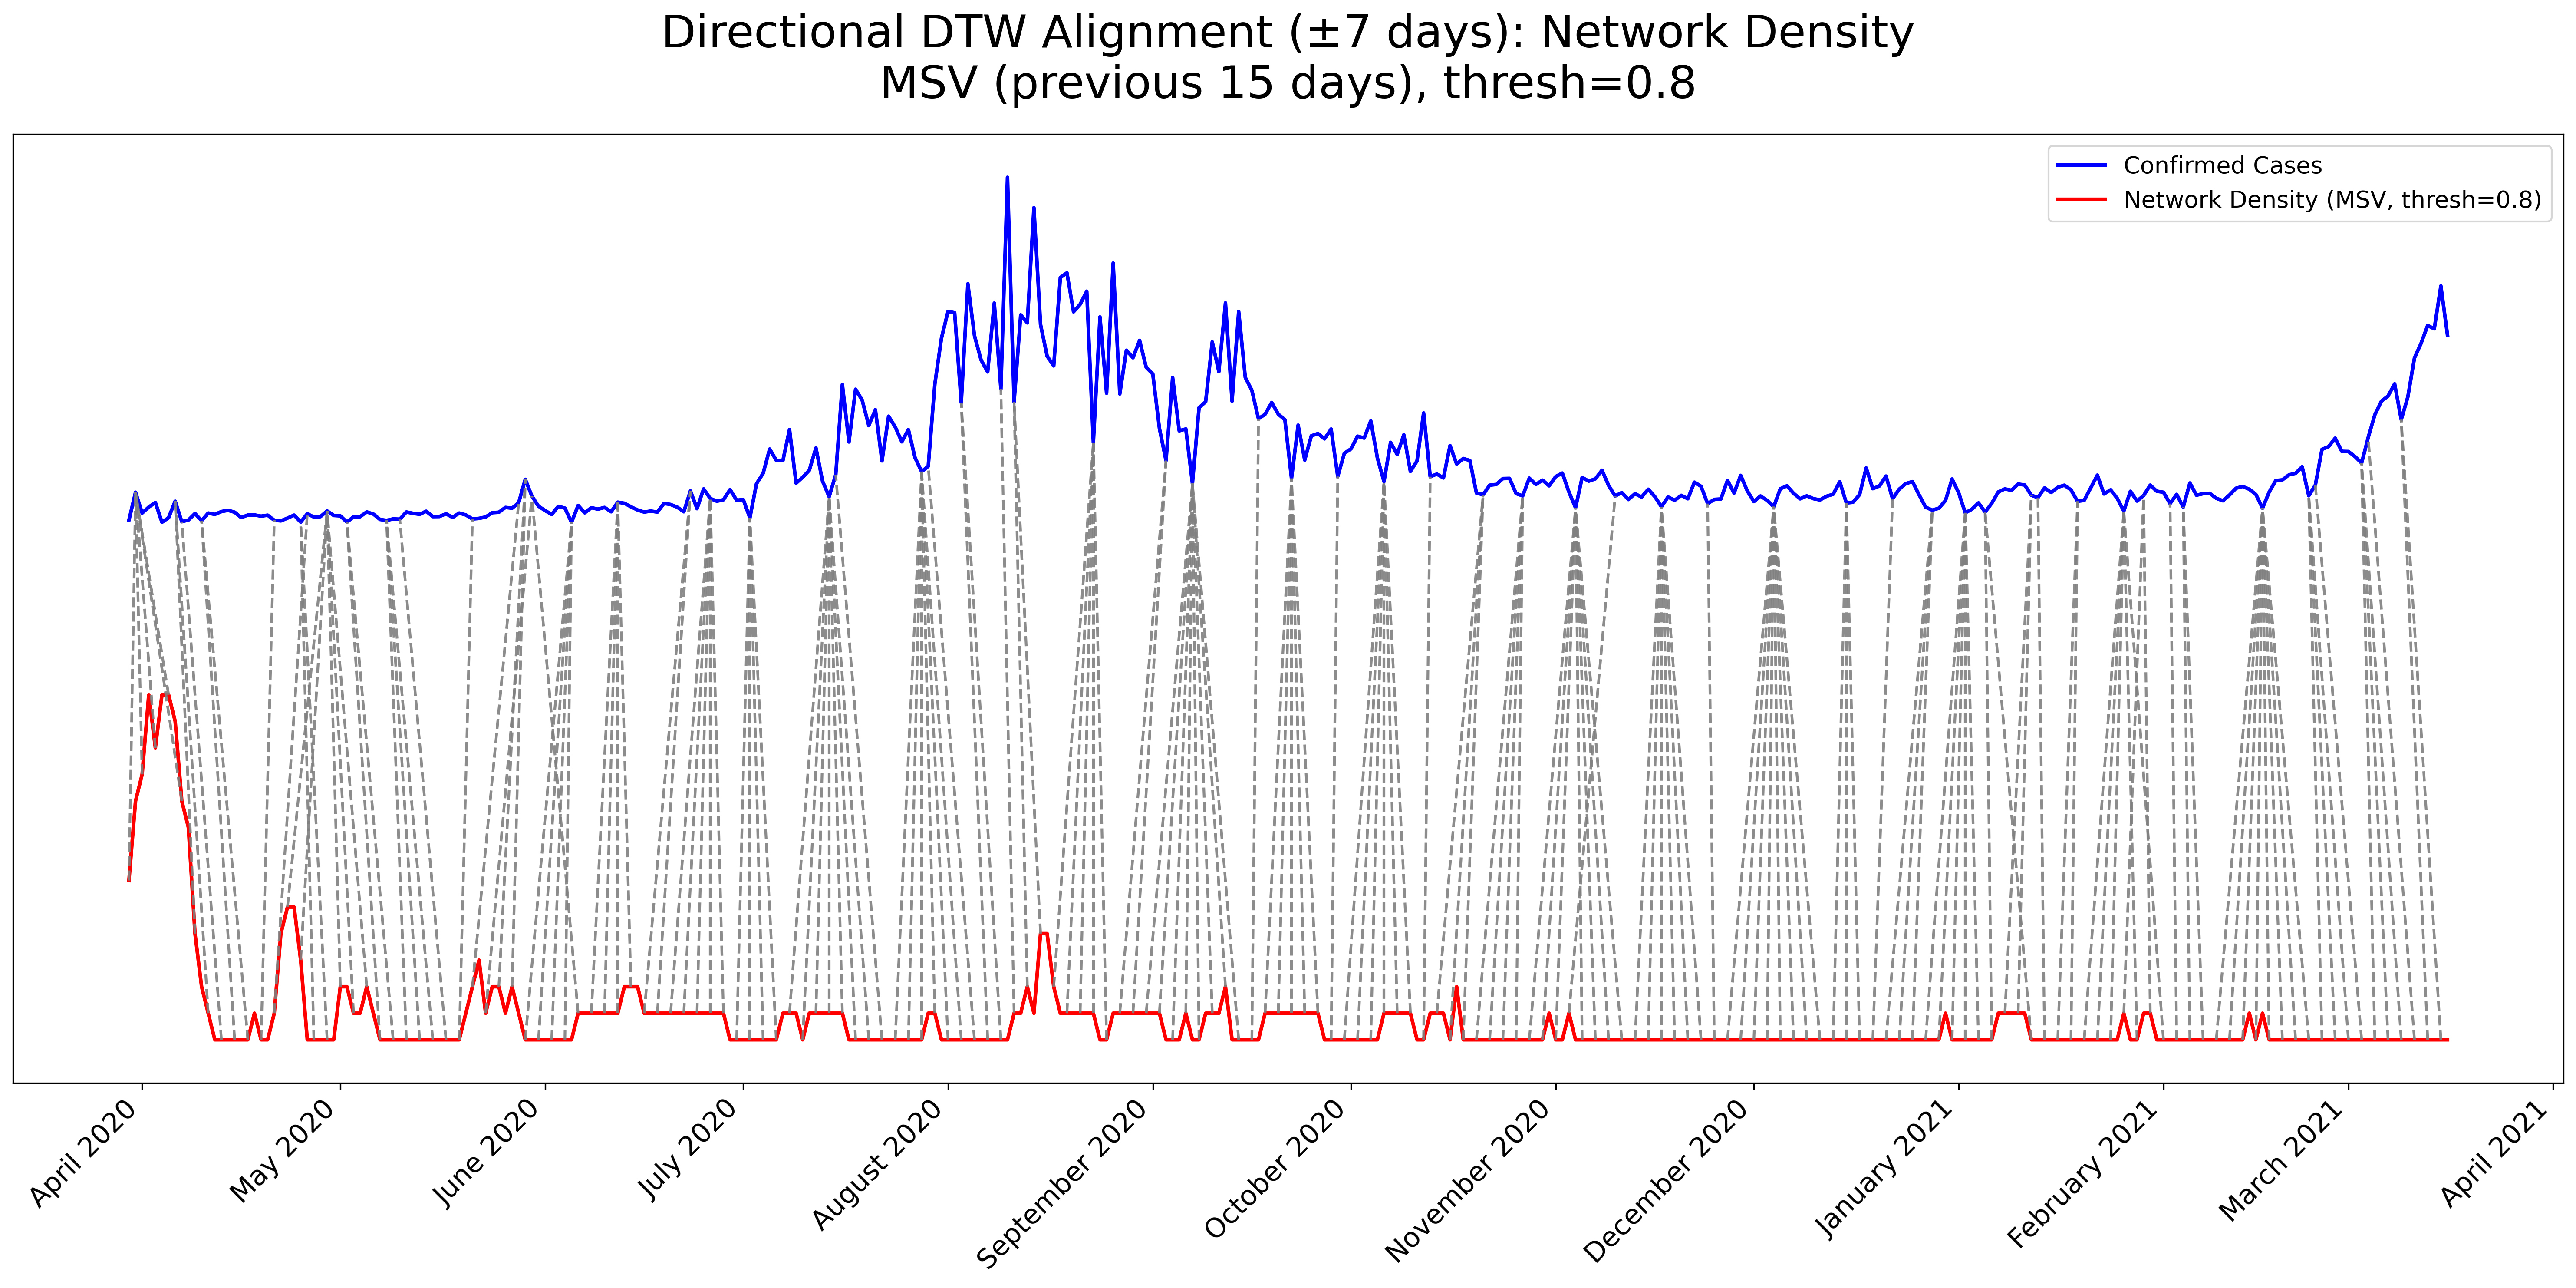 Directional DTW Alignment (±7 days): Network Density
MSV (previous 15 days), thresh=0.8
Confirmed Cases
Network Density (MSV, thresh=0.8)
April 2020
May 2020
June 2020
July 2020
August 2020
September 2020
October 2020
November 2020
December 2020
January 2021
February 2021
March 2021
April 2021